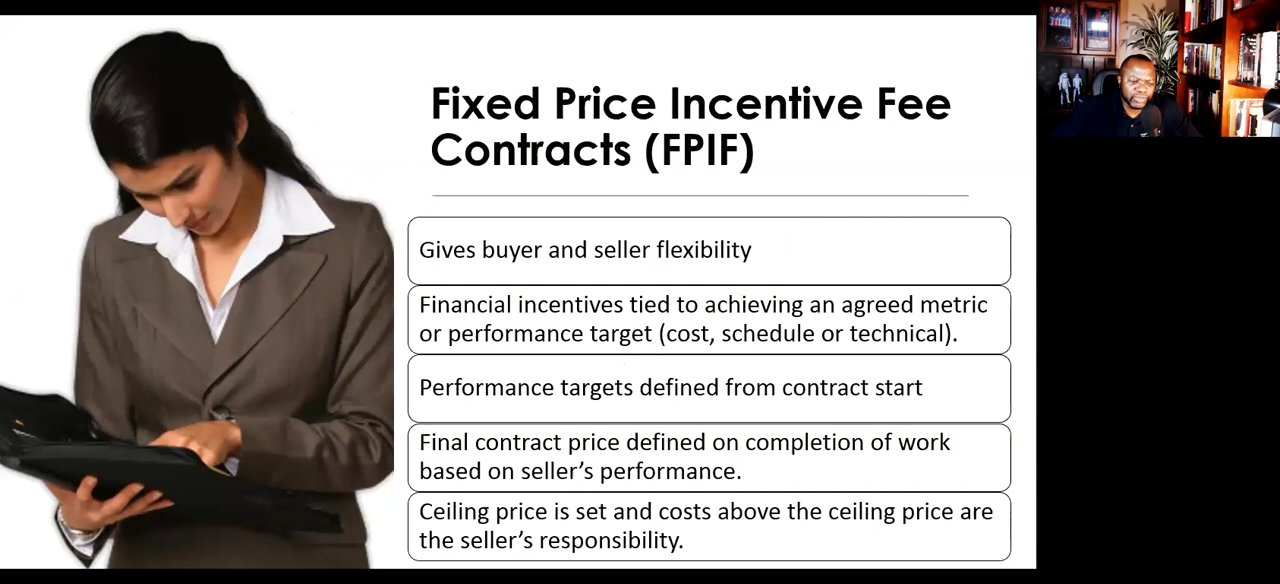 Fixed Price Incentive Fee
Contracts (FPIF)
Gives buyer and seller flexibility
Financial incentives tied to achieving an agreed metric
or performance target (cost, schedule or technical).
Performance targets defined from contract start
Final contract price defined on completion of work
based on seller’s performance.
Ceiling price is set and costs above the ceiling price are
the seller’s responsibility.